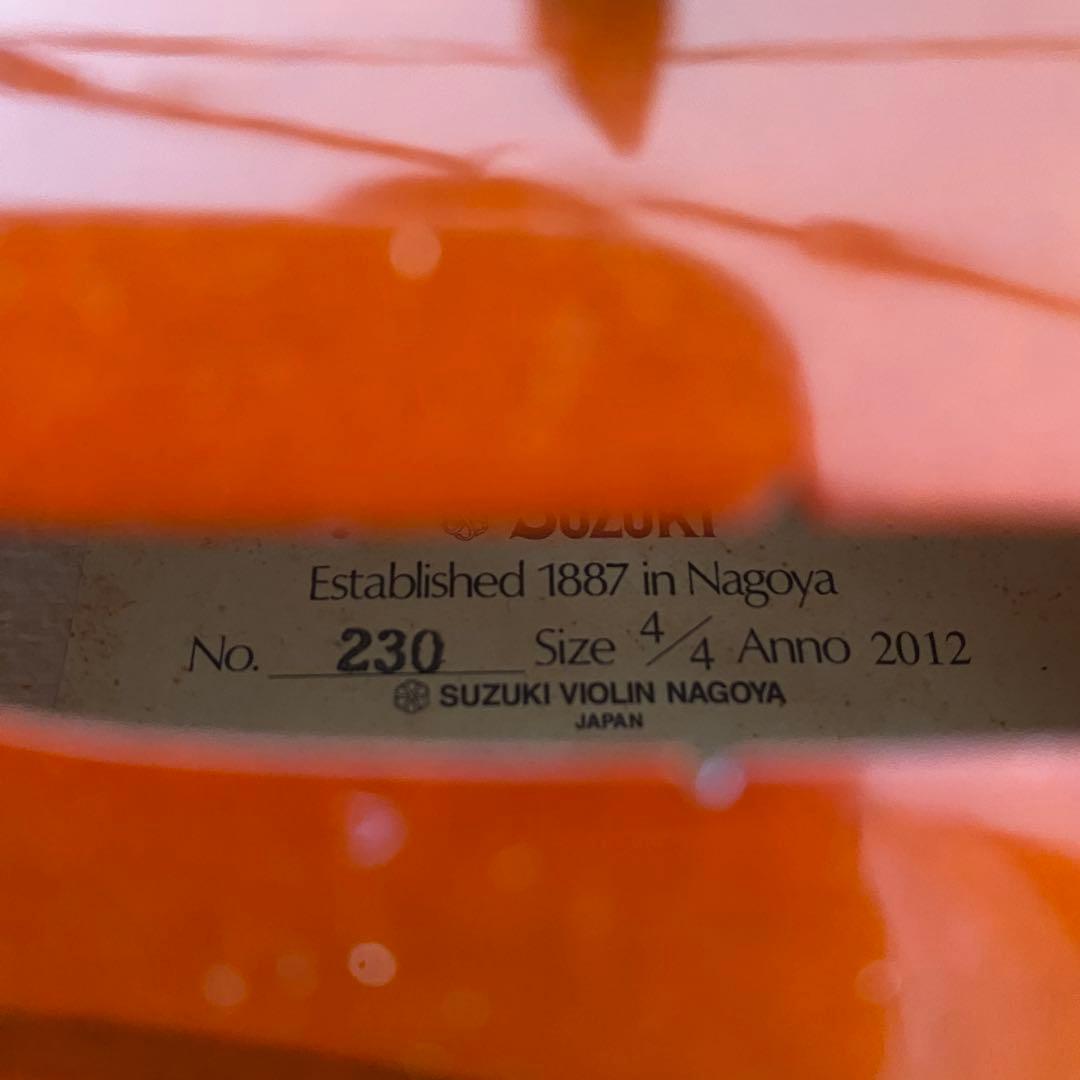 SUZUKI
Established 1887 in Nagoya
No. 230 Size 4/4 Anno 2012
SUZUKI VIOLIN NAGOYA
JAPAN